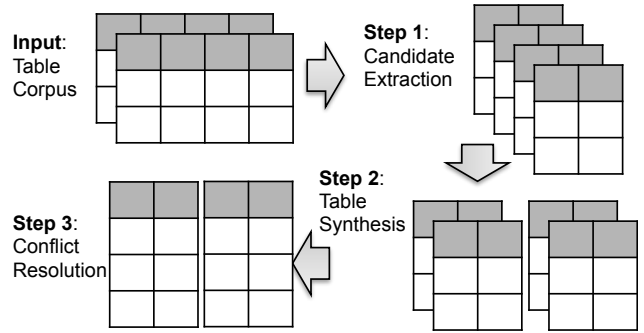 Input:
Table
Corpus
Step 1:
Candidate
Extraction
Step 2:
Table
Synthesis
Step 3:
Conflict
Resolution